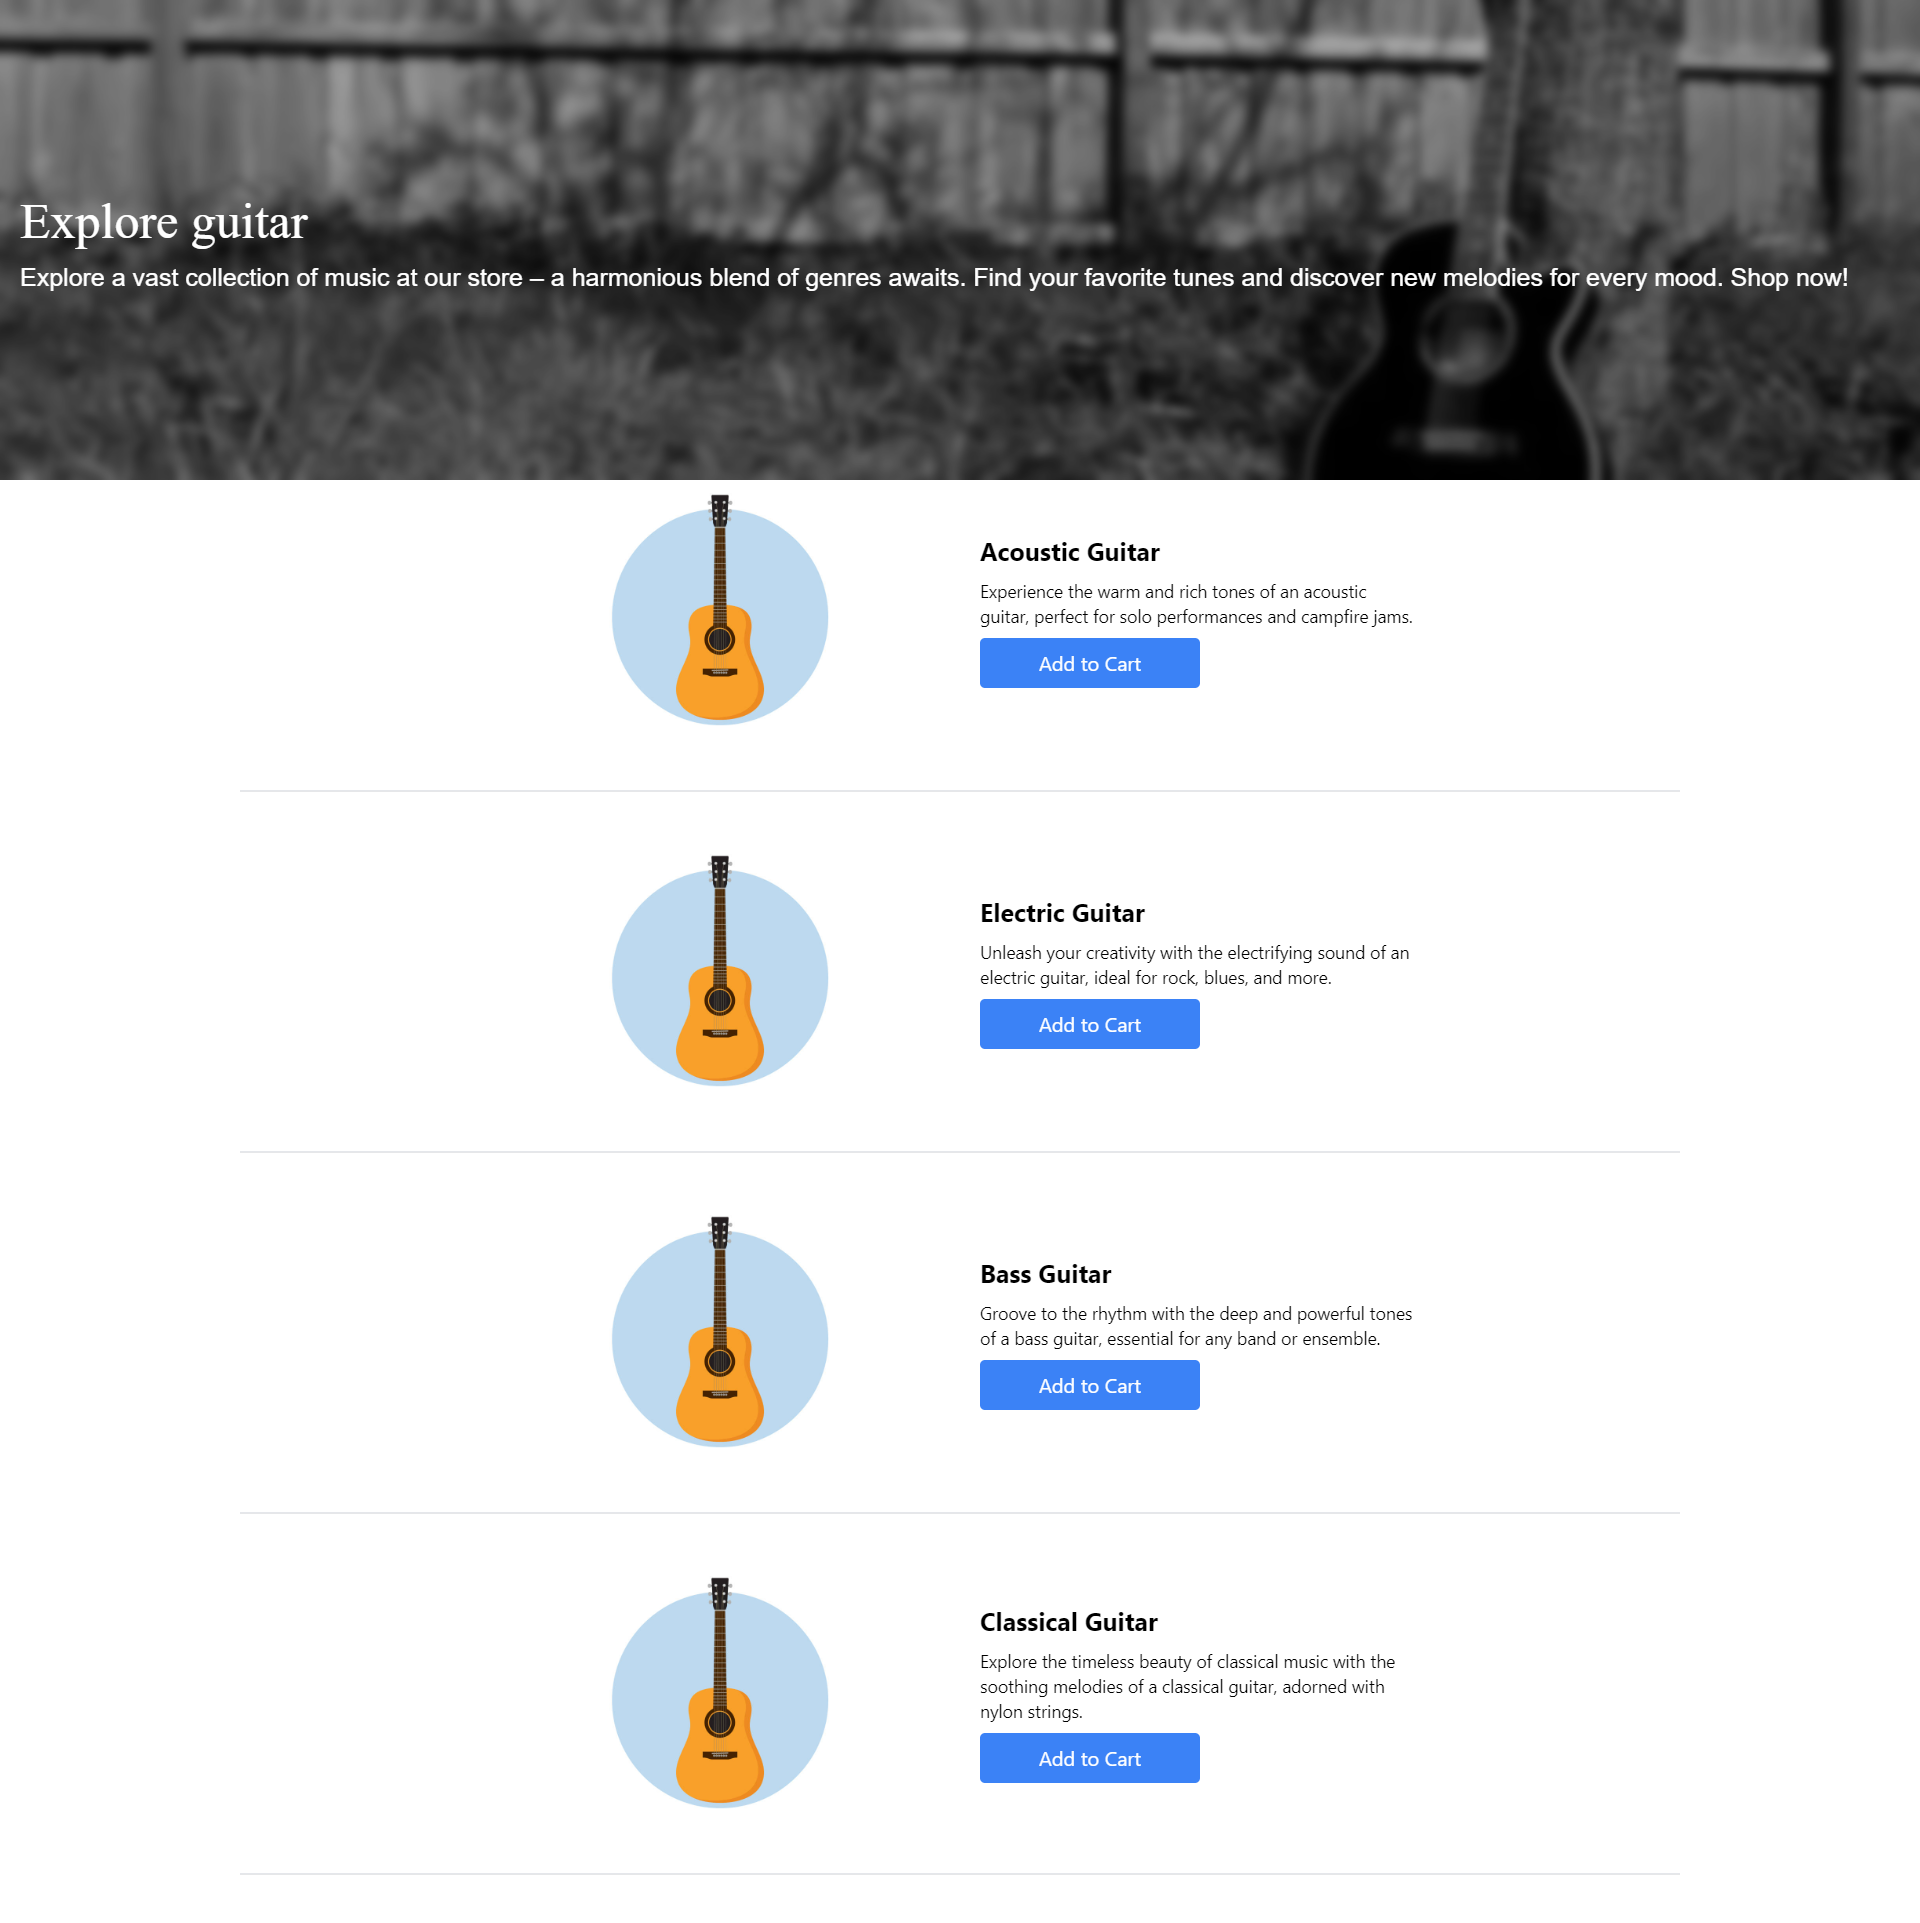 Explore guitar
Explore a vast collection of music at our store – a harmonious blend of genres awaits. Find your favorite tunes and discover new melodies for every mood. Shop now!
Acoustic Guitar
Experience the warm and rich tones of an acoustic
guitar, perfect for solo performances and campfire jams.
Add to Cart
Electric Guitar
Unleash your creativity with the electrifying sound of an
electric guitar, ideal for rock, blues, and more.
Add to Cart
Bass Guitar
Groove to the rhythm with the deep and powerful tones
of a bass guitar, essential for any band or ensemble.
Add to Cart
Classical Guitar
Explore the timeless beauty of classical music with the
soothing melodies of a classical guitar, adorned with
nylon strings.
Add to Cart